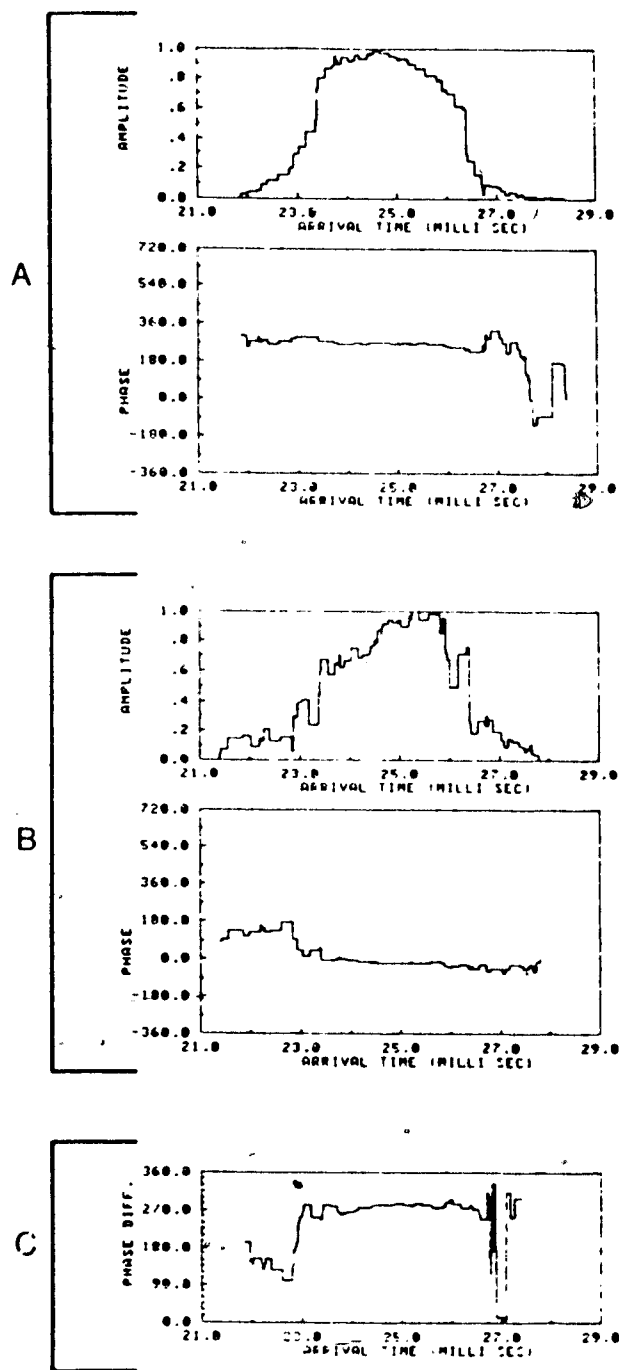 A
AMPLITUDE
1.0
.8
.6
.4
.2
0.0
21.0 23.0 25.0 27.0 29.0
ARRIVAL TIME (MILLI SEC)
PHASE
720.0
540.0
360.0
180.0
0.0
-180.0
-360.0
21.0 23.0 25.0 27.0 29.0
ARRIVAL TIME (MILLI SEC)
B
AMPLITUDE
1.0
.8
.6
.4
.2
0.0
21.0 23.0 25.0 27.0 29.0
ARRIVAL TIME (MILLI SEC)
PHASE
720.0
540.0
360.0
180.0
0.0
-180.0
-360.0
21.0 23.0 25.0 27.0 29.0
ARRIVAL TIME (MILLI SEC)
C
PHASE DIFF.
360.0
270.0
180.0
90.0
0.0
21.0 23.0 25.0 27.0 29.0
ARRIVAL TIME (MILLI SEC)